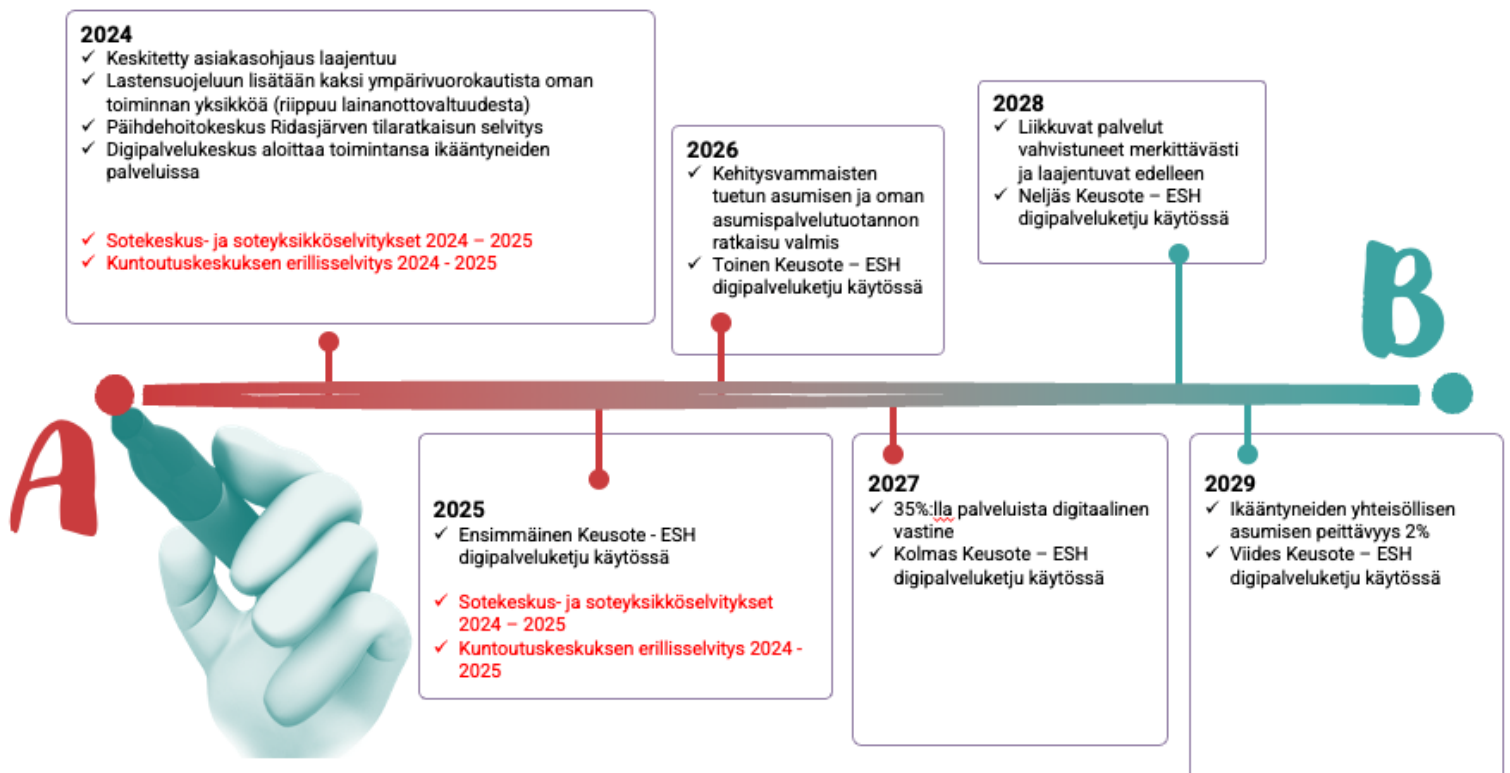 2024
✓ Keskitetty asiakasohjaus laajentuu
✓ Lastensuojeluun lisätään kaksi ympärivuorokautista oman
toiminnan yksikköä (riippuu lainanottovaltuudesta)
✓ Päihdehoitokeskus Ridasjärven tilaratkaisun selvitys
✓ Digipalvelukeskus aloittaa toimintansa ikääntyneiden
palveluissa
✓ Sotekeskus- ja soteyksikköselvitykset 2024 – 2025
✓ Kuntoutuskeskuksen erillisselvitys 2024 - 2025
2026
✓ Kehitysvammaisten
tuetun asumisen ja oman
asumispalvelutuotannon
ratkaisu valmis
✓ Toinen Keusote – ESH
digipalveluketju käytössä
2028
✓ Liikkuvat palvelut
vahvistuneet merkittävästi
ja laajentuvat edelleen
✓ Neljäs Keusote – ESH
digipalveluketju käytössä
B
A
2025
✓ Ensimmäinen Keusote - ESH
digipalveluketju käytössä
✓ Sotekeskus- ja soteyksikköselvitykset
2024 – 2025
✓ Kuntoutuskeskuksen erillisselvitys 2024 -
2025
2027
✓ 35%:lla palveluista digitaalinen
vastine
✓ Kolmas Keusote – ESH
digipalveluketju käytössä
2029
✓ Ikääntyneiden yhteisöllisen
asumisen peittävyys 2%
✓ Viides Keusote – ESH
digipalveluketju käytössä